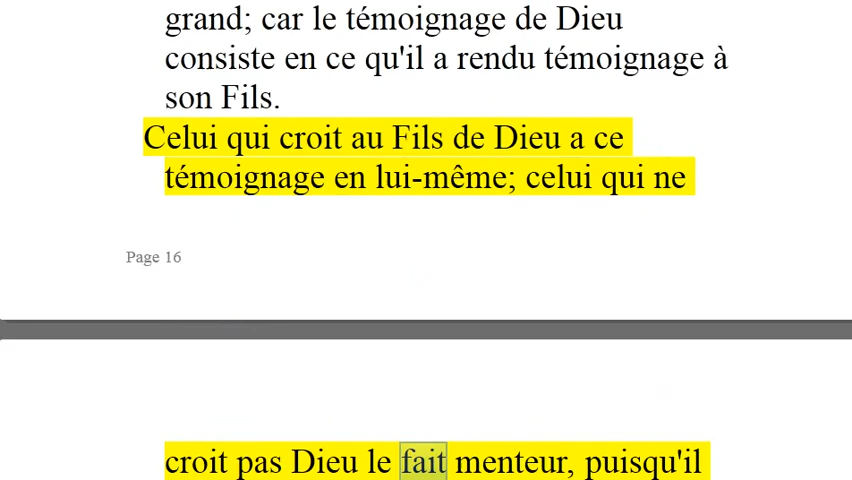 grand; car le témoignage de Dieu
consiste en ce qu'il a rendu témoignage à
son Fils.
Celui qui croit au Fils de Dieu a ce
témoignage en lui-même; celui qui ne
Page 16
croit pas Dieu le fait menteur, puisqu'il